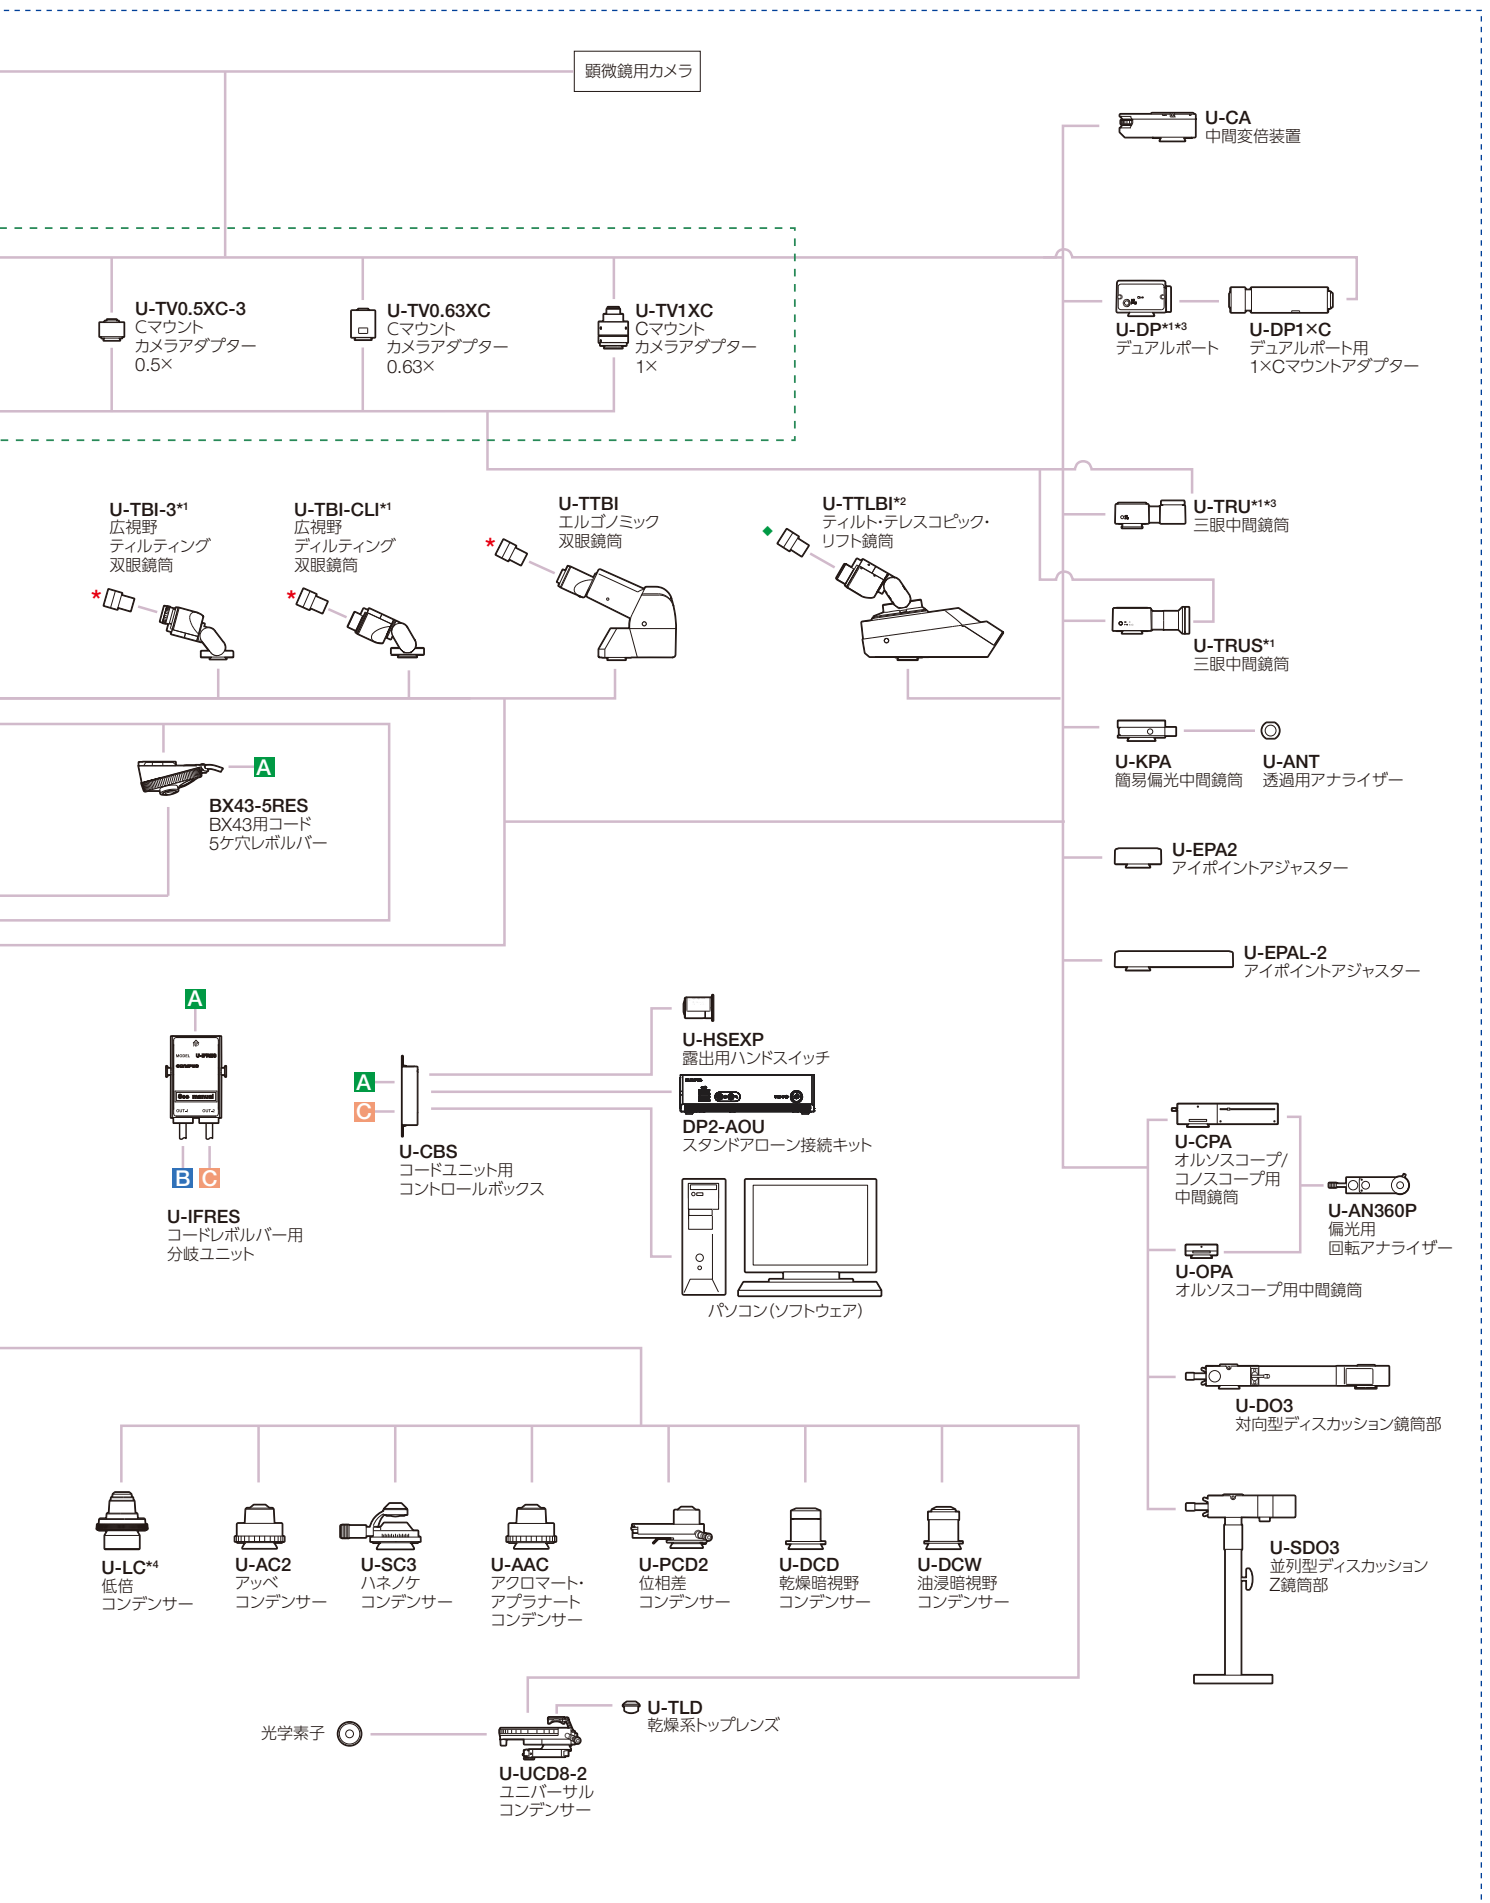 顕微鏡用カメラ
U-CA
中間変倍装置
U-TV0.5XC-3
Cマウント
カメラアダプター
0.5×
U-TV0.63XC
Cマウント
カメラアダプター
0.63×
U-TV1XC
Cマウント
カメラアダプター
1×
U-DP*1*3
デュアルポート
U-DP1×C
デュアルポート用
1×Cマウントアダプター
U-TBI-3*1
広視野
ティルティング
双眼鏡筒
*
U-TBI-CLI*1
広視野
ディルティング
双眼鏡筒
*
U-TTBI
エルゴノミック
双眼鏡筒
*
U-TTLBI*2
ティルト・テレスコピック・
リフト鏡筒
◆
U-TRU*1*3
三眼中間鏡筒
U-TRUS*1
三眼中間鏡筒
U-KPA
簡易偏光中間鏡筒
U-ANT
透過用アナライザー
A
BX43-5RES
BX43用コード
5ケ穴レボルバー
U-EPA2
アイポイントアジャスター
U-EPAL-2
アイポイントアジャスター
A
MODEL U-IFRES
See manual
OUT-1 OUT-2
B C
U-IFRES
コードレボルバー用
分岐ユニット
A
C
U-CBS
コードユニット用
コントロールボックス
U-HSEXP
露出用ハンドスイッチ
DP2-AOU
スタンドアローン接続キット
パソコン(ソフトウェア)
U-CPA
オルソスコープ/
コノスコープ用
中間鏡筒
U-AN360P
偏光用
回転アナライザー
U-OPA
オルソスコープ用中間鏡筒
U-DO3
対向型ディスカッション鏡筒部
U-SDO3
並列型ディスカッション
Z鏡筒部
U-LC*4
低倍
コンデンサー
U-AC2
アッベ
コンデンサー
U-SC3
ハネノケ
コンデンサー
U-AAC
アクロマート・
アプラナート
コンデンサー
U-PCD2
位相差
コンデンサー
U-DCD
乾燥暗視野
コンデンサー
U-DCW
油浸暗視野
コンデンサー
光学素子
U-TLD
乾燥系トップレンズ
U-UCD8-2
ユニバーサル
コンデンサー